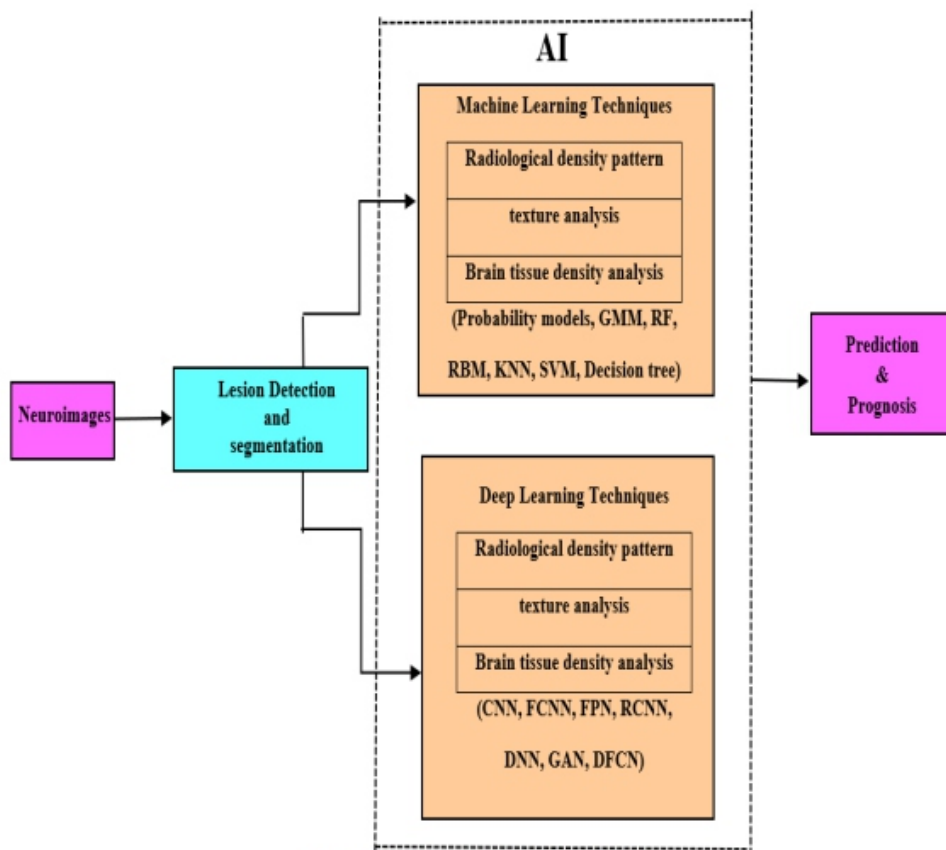 AI
Machine Learning Techniques
Radiological density pattern
texture analysis
Brain tissue density analysis
(Probability models, GMM, RF,
RBM, KNN, SVM, Decision tree)
Neuroimages
Lesion Detection
and
segmentation
Prediction
&
Prognosis
Deep Learning Techniques
Radiological density pattern
texture analysis
Brain tissue density analysis
(CNN, FCNN, FPN, RCNN,
DNN, GAN, DFCN)